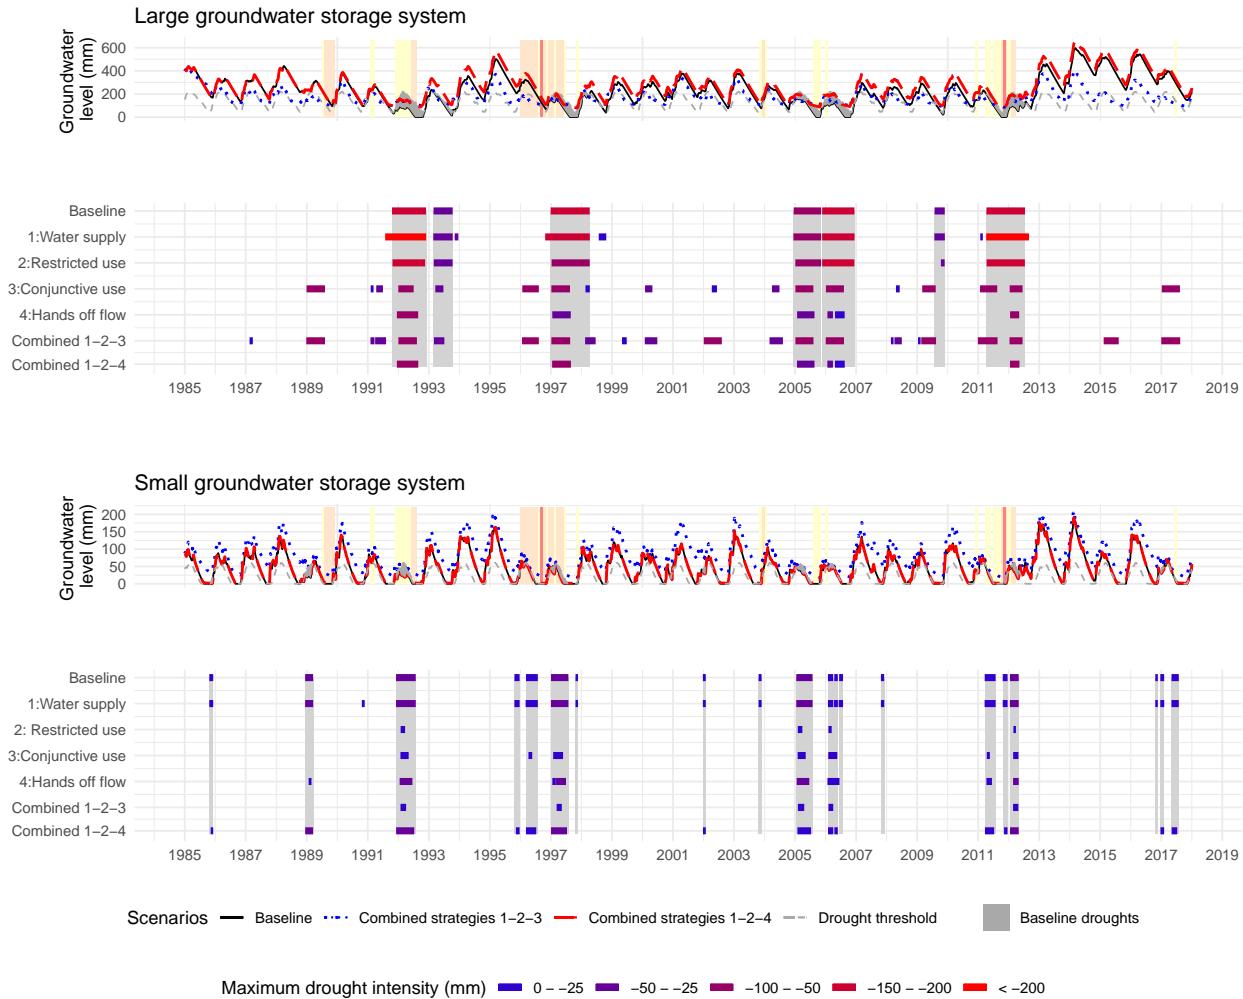 Large groundwater storage system
Groundwater
level (mm)
600
400
200
0
Baseline
1:Water supply
2:Restricted use
3:Conjunctive use
4:Hands off flow
Combined 1−2−3
Combined 1−2−4
1985 1987 1989 1991 1993 1995 1997 1999 2001 2003 2005 2007 2009 2011 2013 2015 2017 2019
Small groundwater storage system
Groundwater
level (mm)
200
150
100
50
0
Baseline
1:Water supply
2: Restricted use
3:Conjunctive use
4:Hands off flow
Combined 1−2−3
Combined 1−2−4
1985 1987 1989 1991 1993 1995 1997 1999 2001 2003 2005 2007 2009 2011 2013 2015 2017 2019
Scenarios Baseline Combined strategies 1−2−3 Combined strategies 1−2−4 Drought threshold Baseline droughts
Maximum drought intensity (mm) 0 − −25 −50 − −25 −100 − −50 −150 − −200 < −200